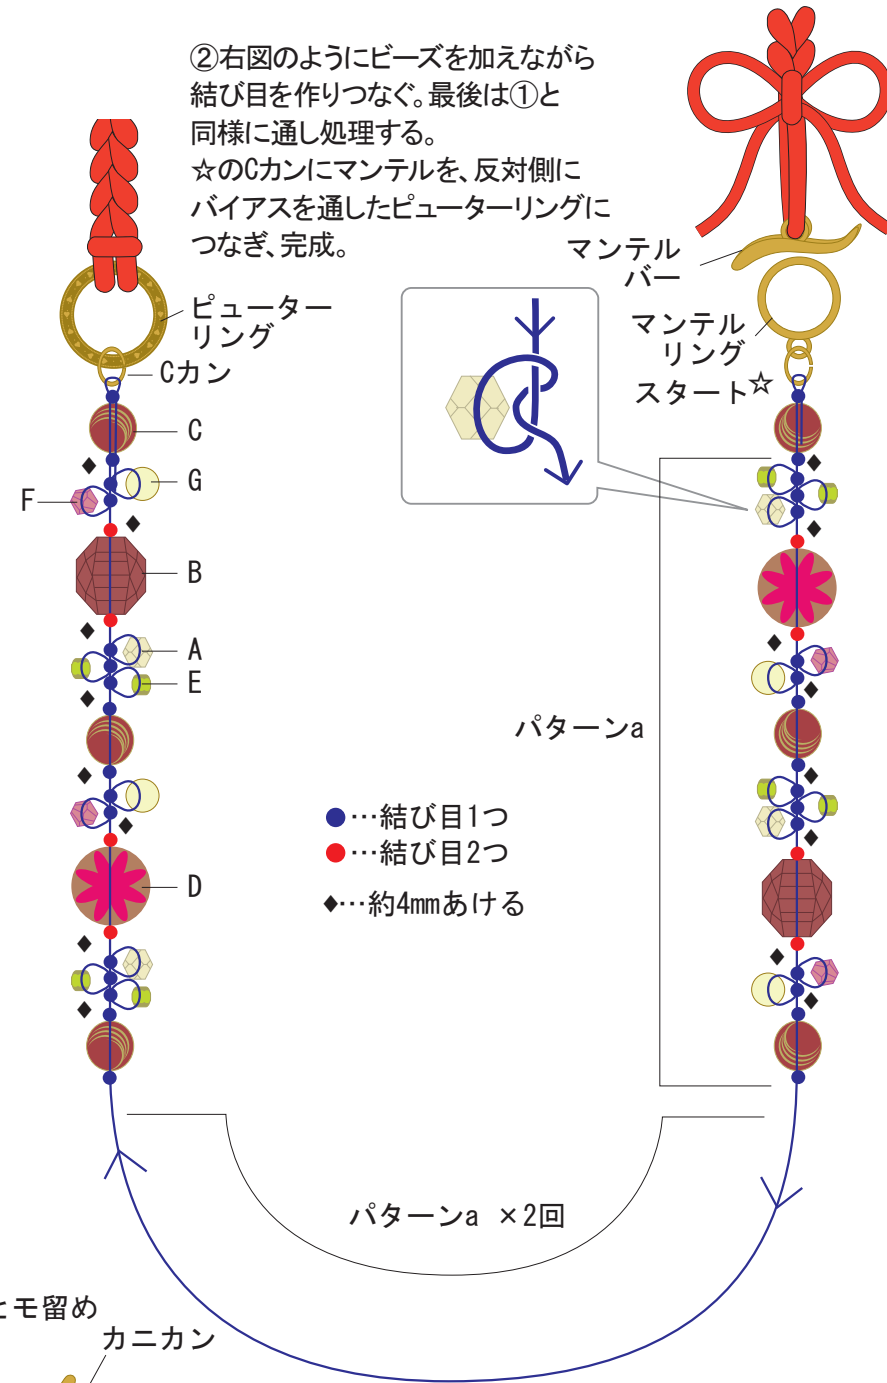 ②右図のようにビーズを加えながら
結び目を作りつなぐ。最後は①と
同様に通し処理する。
☆のCカンにマンテルを、反対側に
バイアスを通したピューターリングに
つなぎ、完成。
マンテル
バー
ピューター
リング
マンテル
リング
Cカン
スタート☆
C
G
F
B
A
E
パターンa
●…結び目1つ
●…結び目2つ
◆…約4mmあける
D
パターンa ×2回
ヒモ留め
カニカン